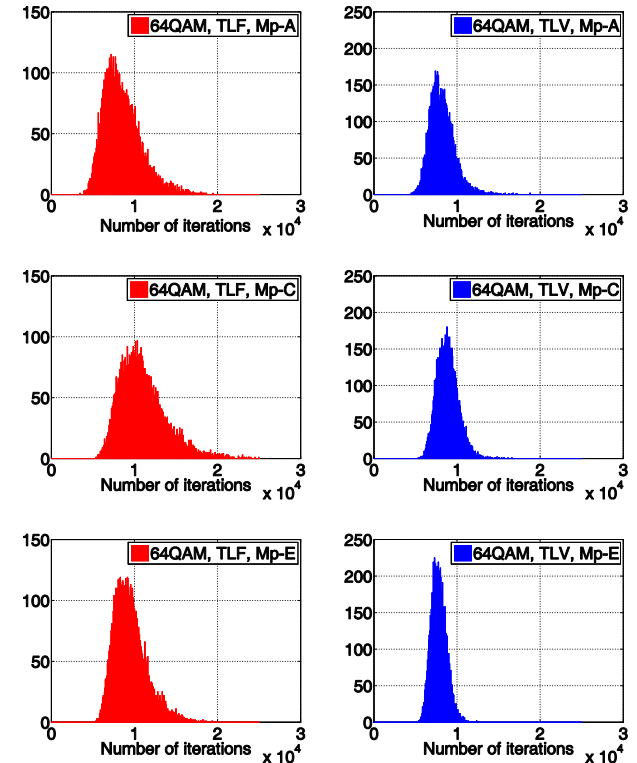 150
64QAM, TLF, Mp-A
100
50
0
0 1 2 3
Number of iterations
x 10^4
250
64QAM, TLV, Mp-A
200
150
100
50
0
0 1 2 3
Number of iterations
x 10^4
150
64QAM, TLF, Mp-C
100
50
0
0 1 2 3
Number of iterations
x 10^4
250
64QAM, TLV, Mp-C
200
150
100
50
0
0 1 2 3
Number of iterations
x 10^4
150
64QAM, TLF, Mp-E
100
50
0
0 1 2 3
Number of iterations
x 10^4
250
64QAM, TLV, Mp-E
200
150
100
50
0
0 1 2 3
Number of iterations
x 10^4